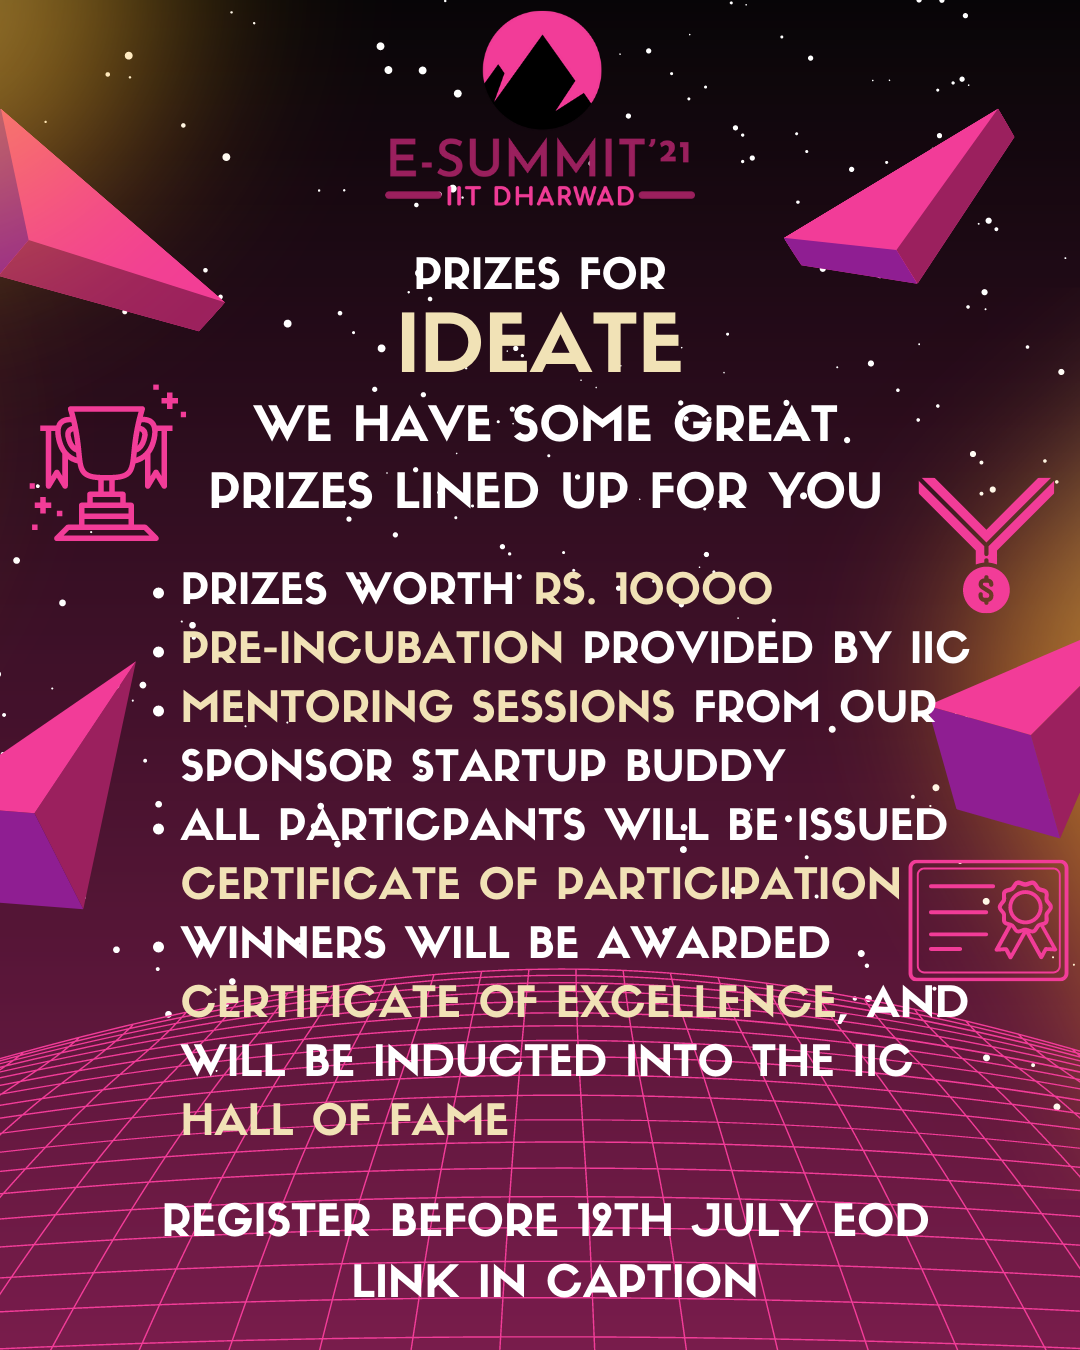 E-SUMMIT'21
IIT DHARWAD
PRIZES FOR
IDEATE
WE HAVE SOME GREAT
PRIZES LINED UP FOR YOU
• PRIZES WORTH RS. 10000
• PRE-INCUBATION PROVIDED BY IIC
• MENTORING SESSIONS FROM OUR
SPONSOR STARTUP BUDDY
• ALL PARTICPANTS WILL BE ISSUED
CERTIFICATE OF PARTICIPATION
• WINNERS WILL BE AWARDED
CERTIFICATE OF EXCELLENCE, AND
WILL BE INDUCTED INTO THE IIC
HALL OF FAME
REGISTER BEFORE 12TH JULY EOD
LINK IN CAPTION
$